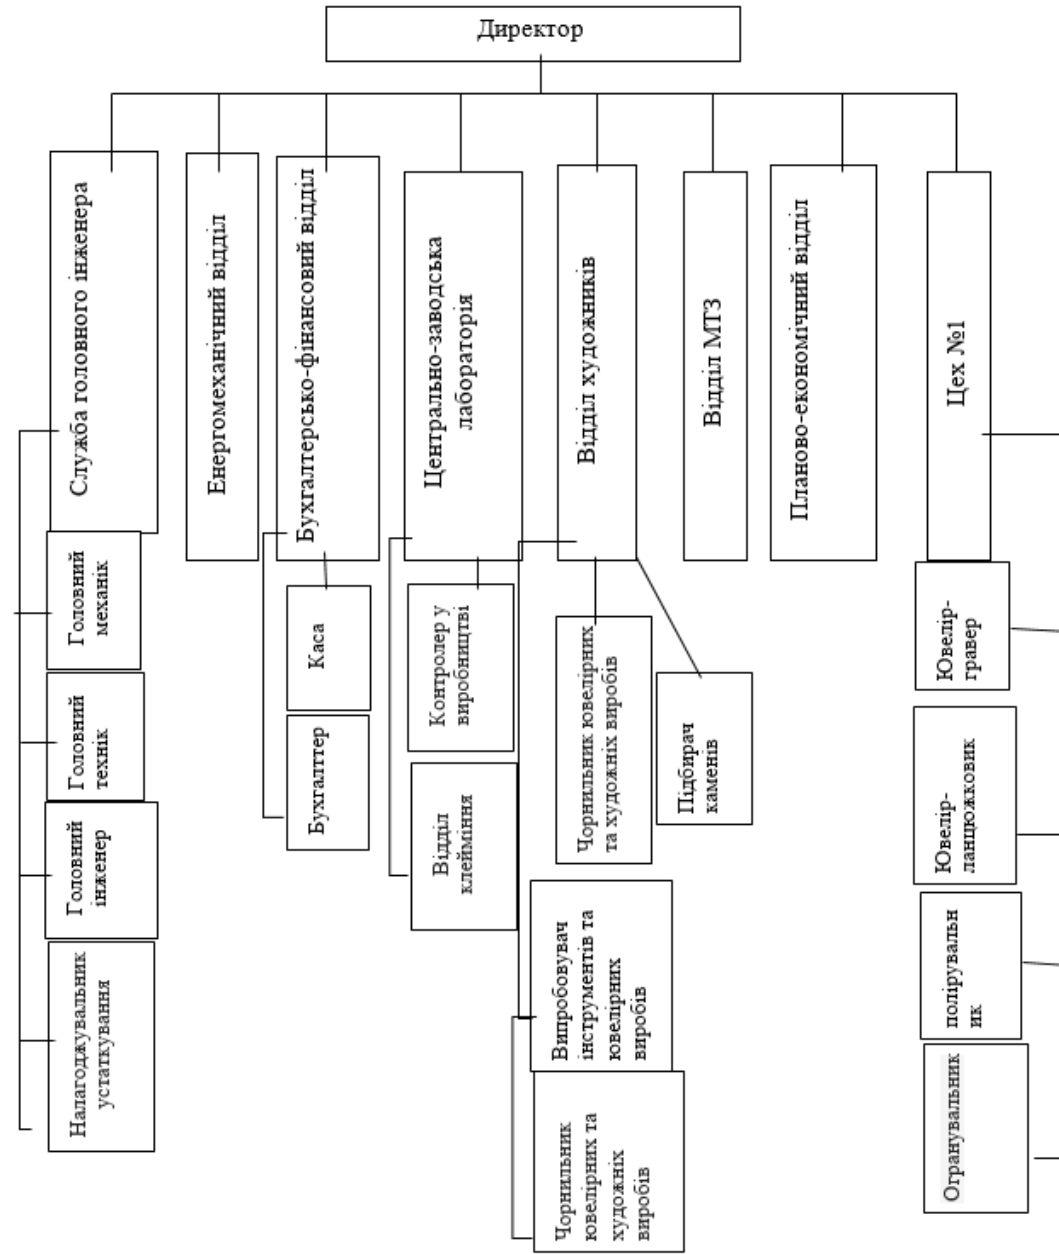 Директор
Служба головного інженера
Енергомеханічний відділ
Бухгалтерсько-фінансовий відділ
Центрально-заводська
лабораторія
Відділ художників
Відділ МТЗ
Планово-економічний відділ
Цех №1
Головний
механік
Головний
технік
Головний
інженер
Налагоджувальник
устаткування
Каса
Бухгалттер
Контролер у
виробництві
Відділ
клейміння
Чорнильник ювелірних
та художніх виробів
Підбирач
каменів
Випробовувач
інструментів та
ювелірних
виробів
Чорнильник
ювелірних та
художніх
виробів
Ювелір-
гравер
Ювелір-
ланцюжковик
полірувальн
ик
Огранувальник